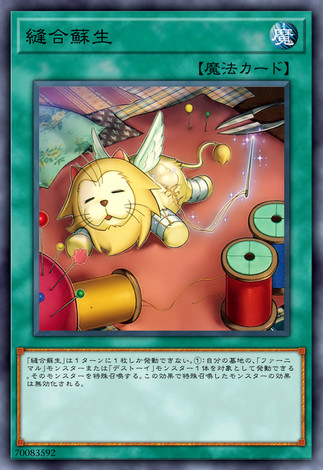 縫合蘇生
魔
【魔法カード】
「縫合蘇生」は１ターンに１枚しか発動できない。①：自分の墓地の、「ファーニ
マル」モンスターまたは「デストーイ」モンスター１体を対象として発動できる。
そのモンスターを特殊召喚する。この効果で特殊召喚したモンスターの効果
は無効化される。
70083592